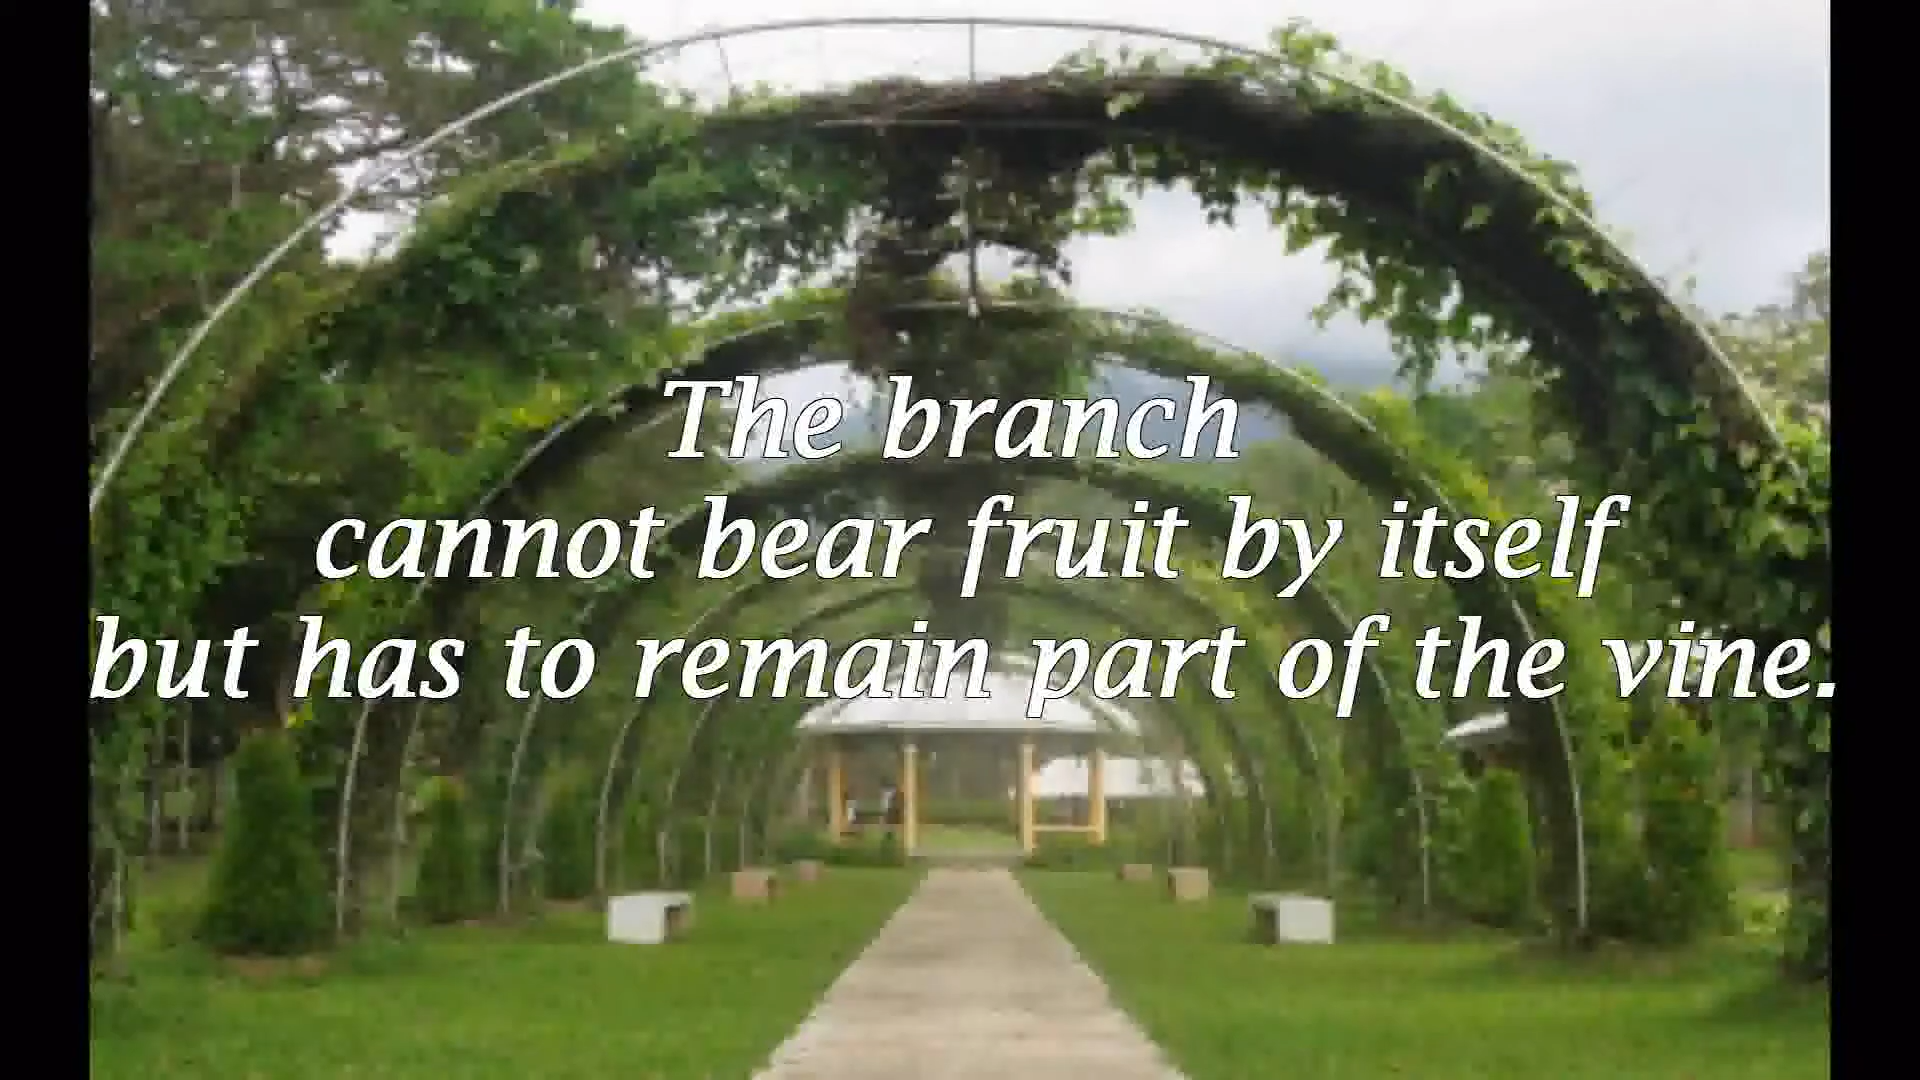 The branch
cannot bear fruit by itself
but has to remain part of the vine.